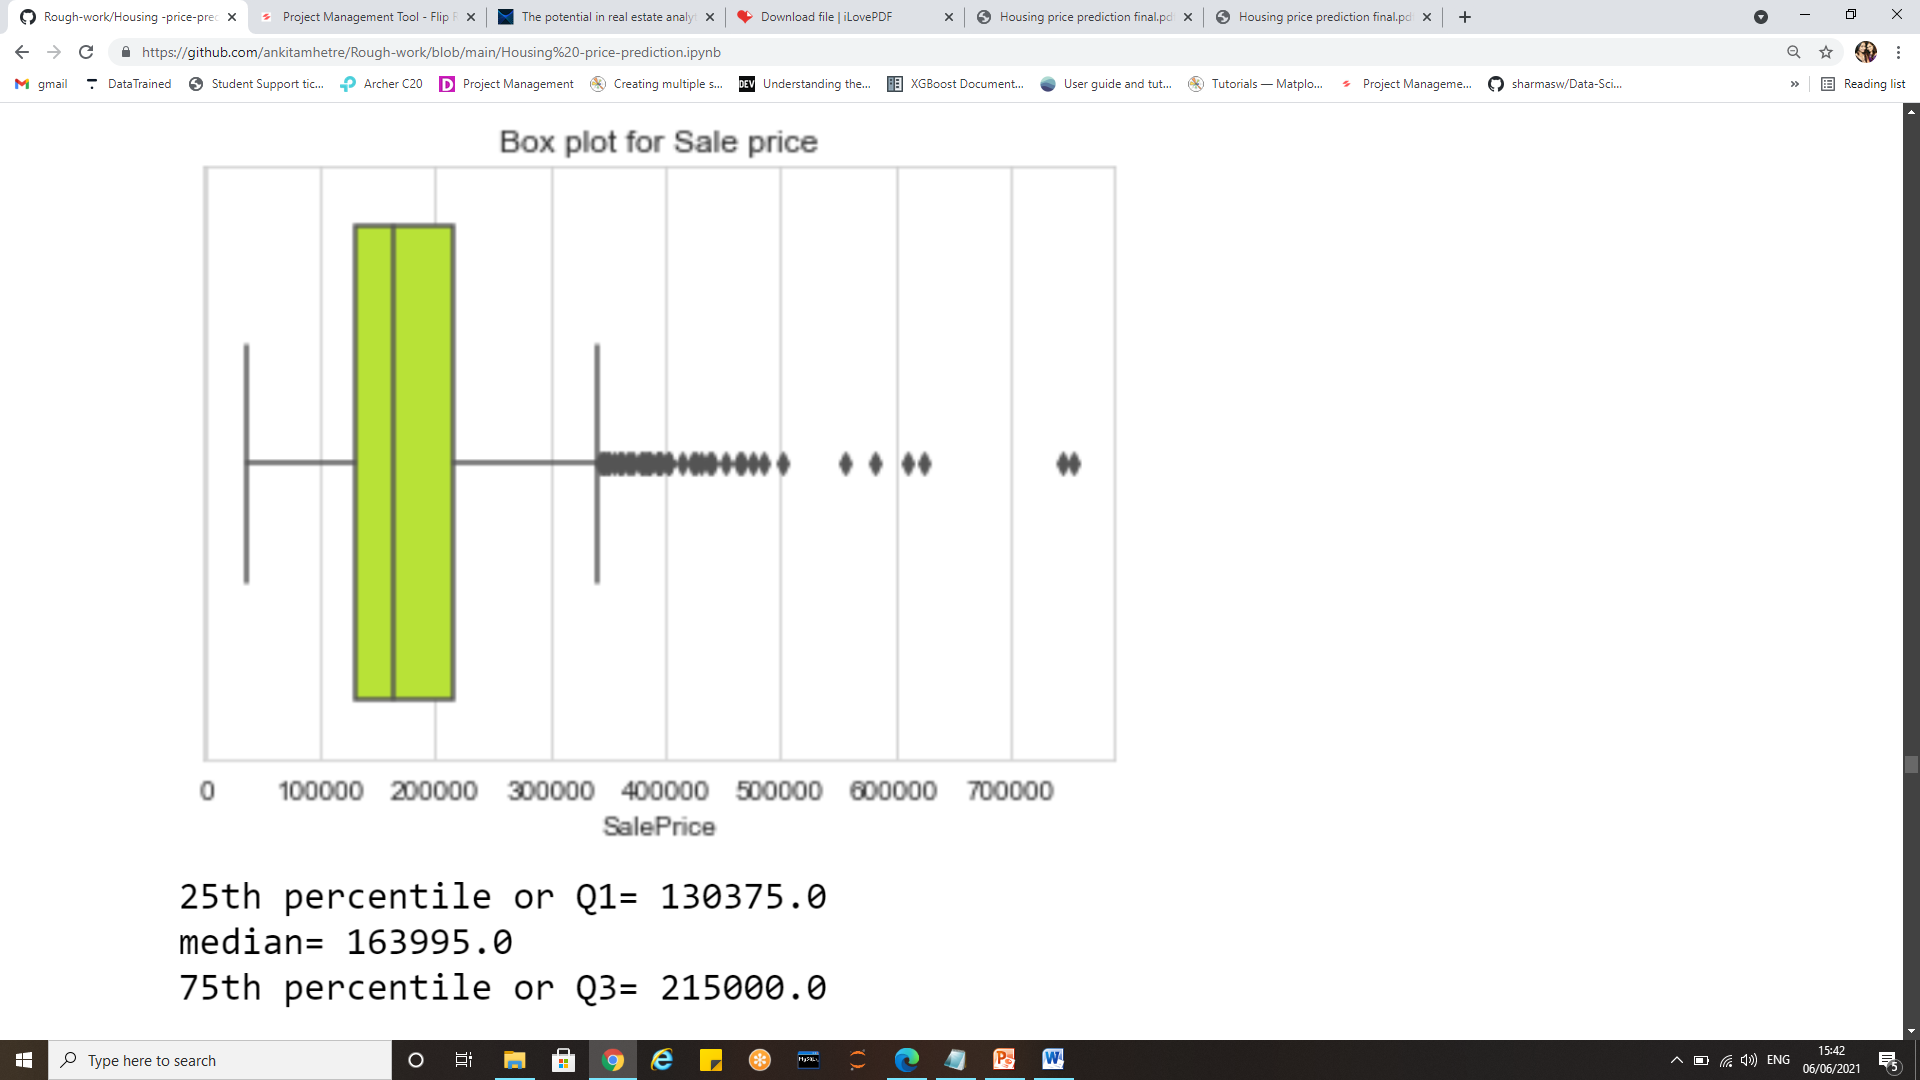 Rough-work/Housing -price-pred
Project Management Tool - Flip R
The potential in real estate analyt
Download file | iLovePDF
Housing price prediction final.pd
Housing price prediction final.pd
https://github.com/ankitamhetre/Rough-work/blob/main/Housing%20-price-prediction.ipynb
gmail DataTrained Student Support tic... Archer C20 Project Management Creating multiple s... DEV Understanding the... XGBoost Document... User guide and tut... Tutorials — Matplo... Project Manageme... sharmasw/Data-Sci... » Reading list
Box plot for Sale price
0 100000 200000 300000 400000 500000 600000 700000
SalePrice
25th percentile or Q1= 130375.0
median= 163995.0
75th percentile or Q3= 215000.0
Type here to search
MySQL
ENG
15:42
06/06/2021
5